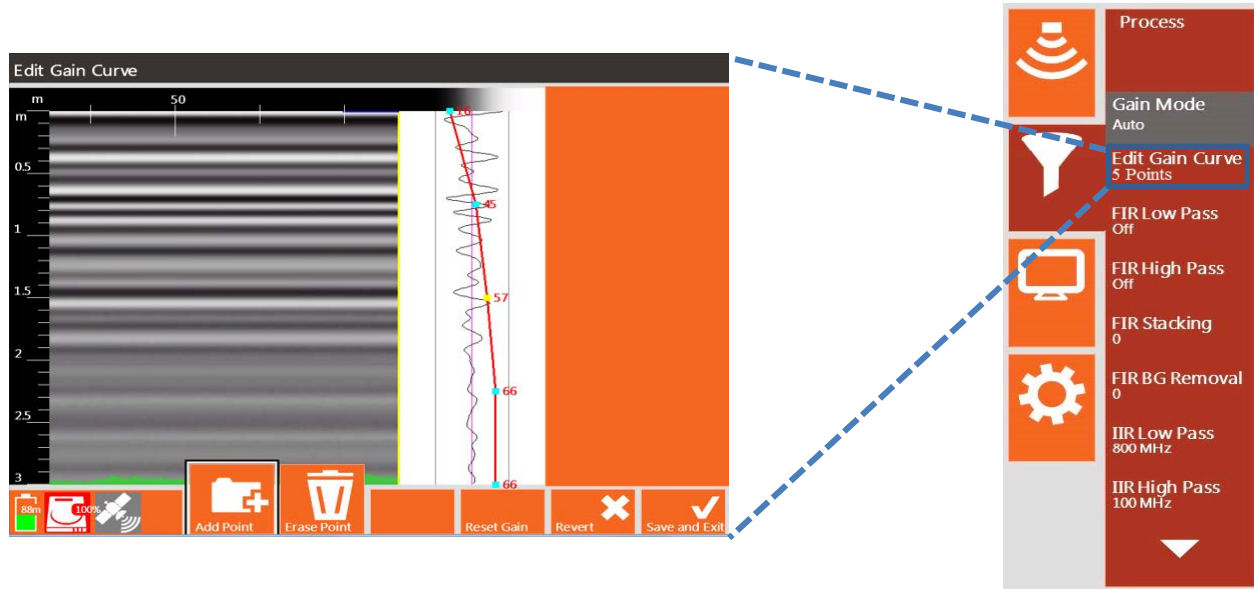 Edit Gain Curve
m
50
m
0.5
1
1.5
2
2.5
3
16
45
57
66
66
88m
100%
Add Point
Erase Point
Reset Gain
Revert
Save and Exit
Process
Gain Mode
Auto
Edit Gain Curve
5 Points
FIR Low Pass
Off
FIR High Pass
Off
FIR Stacking
0
FIR BG Removal
0
IIR Low Pass
800 MHz
IIR High Pass
100 MHz